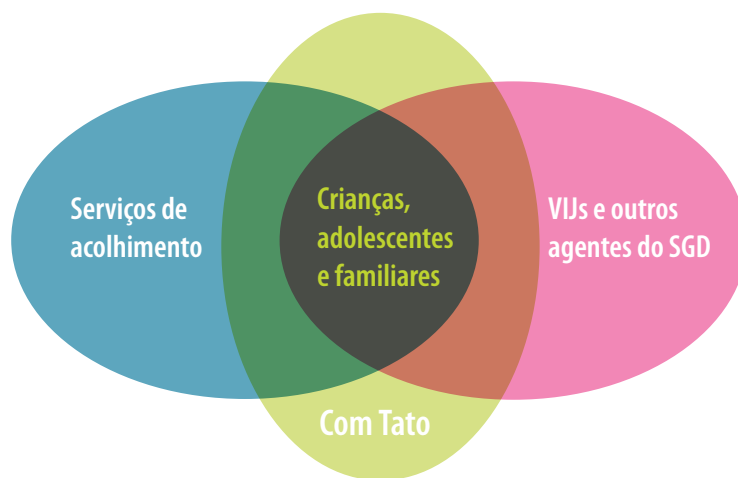 Serviços de
acolhimento
Crianças,
adolescentes
e familiares
VIJs e outros
agentes do SGD
Com Tato